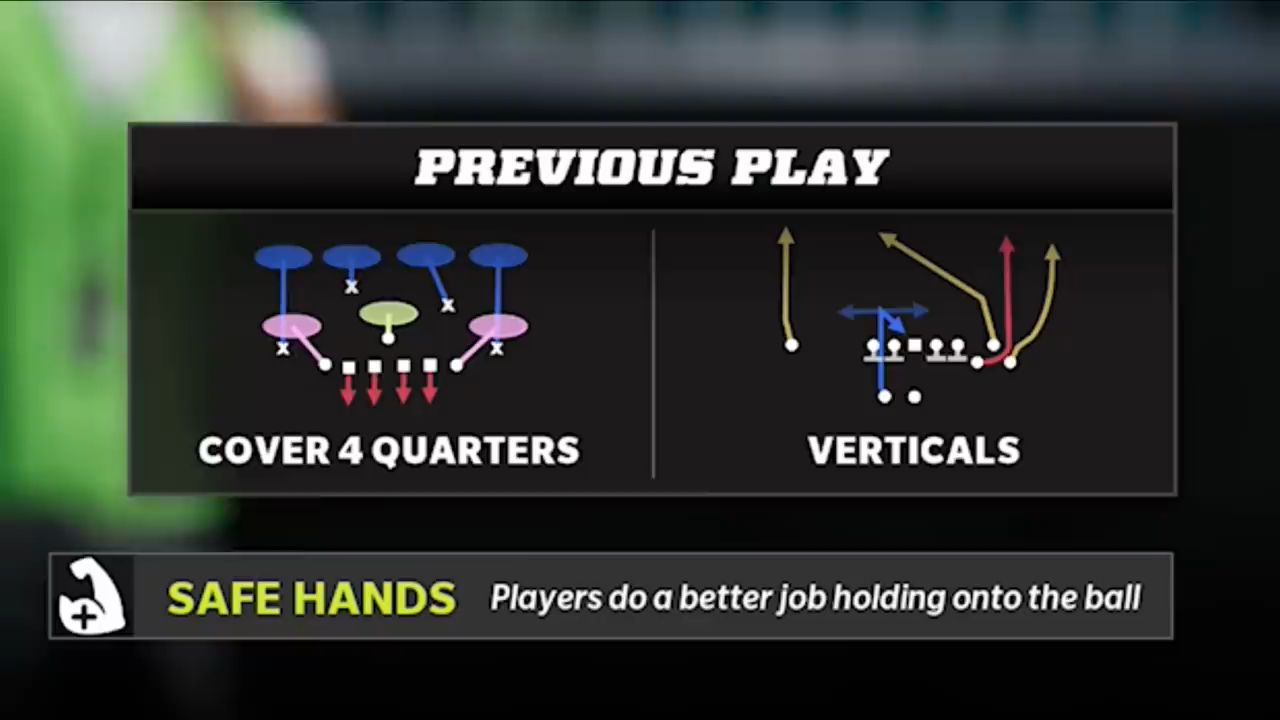 PREVIOUS PLAY
COVER 4 QUARTERS
VERTICALS
SAFE HANDS Players do a better job holding onto the ball